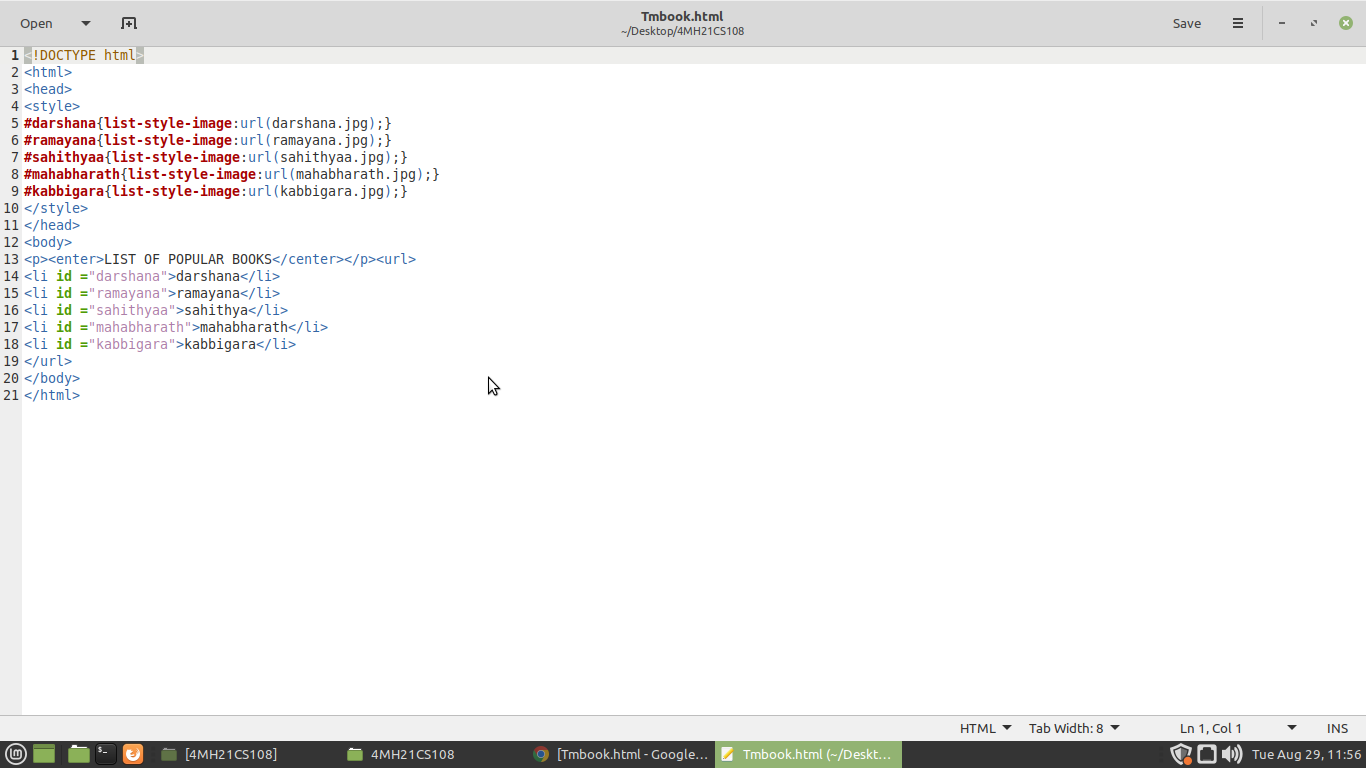 Open
Tmbook.html
~/Desktop/4MH21CS108
Save
1 <!DOCTYPE html>
2 <html>
3 <head>
4 <style>
5 #darshana{list-style-image:url(darshana.jpg);}
6 #ramayana{list-style-image:url(ramayana.jpg);}
7 #sahithyaa{list-style-image:url(sahithyaa.jpg);}
8 #mahabharath{list-style-image:url(mahabharath.jpg);}
9 #kabbigara{list-style-image:url(kabbigara.jpg);}
10 </style>
11 </head>
12 <body>
13 <p><enter>LIST OF POPULAR BOOKS</center></p><url>
14 <li id ="darshana">darshana</li>
15 <li id ="ramayana">ramayana</li>
16 <li id ="sahithyaa">sahithya</li>
17 <li id ="mahabharath">mahabharath</li>
18 <li id ="kabbigara">kabbigara</li>
19 </url>
20 </body>
21 </html>
HTML Tab Width: 8 Ln 1, Col 1 INS
[4MH21CS108] 4MH21CS108 [Tmbook.html - Google... Tmbook.html (~/Deskt... Tue Aug 29, 11:56